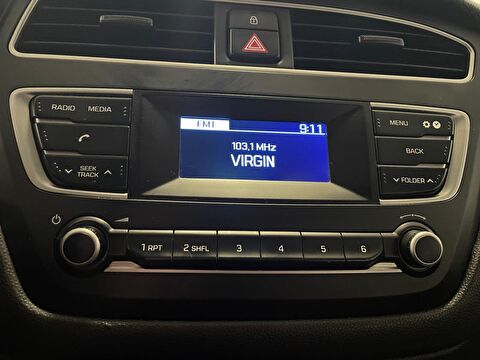 RADIO MEDIA
FM1 9:11
103,1 MHz
VIRGIN
MENU
BACK
SEEK
TRACK
FOLDER
1 RPT 2 SHFL 3 4 5 6